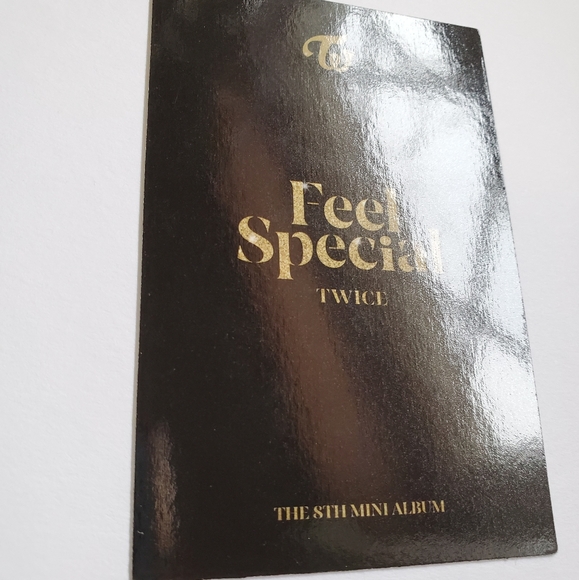 Feel
Special
TWICE
THE 8TH MINI ALBUM